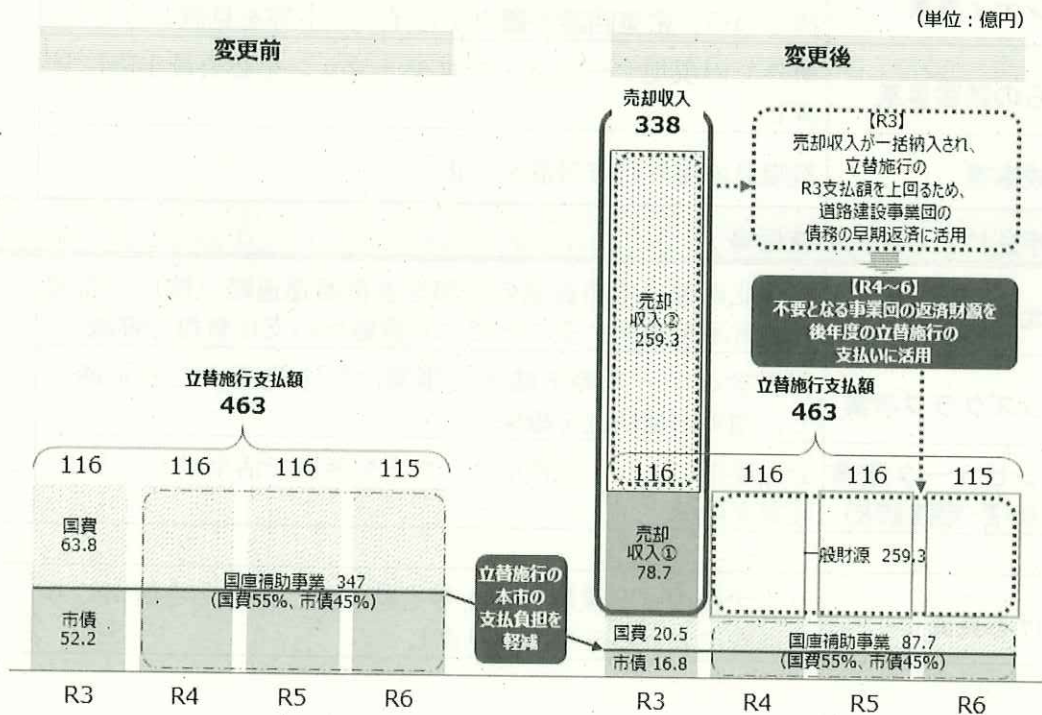 (単位：億円)
変更前
変更後
売却収入
338
【R3】
売却収入が一括納入され、
立替施行の
R3支払額を上回るため、
道路建設事業団の
債務の早期返済に活用
【R4～6】
不要となる事業団の返済財源を
後年度の立替施行の
支払いに活用
売却
収入②
259.3
立替施行支払額
463
116
116
116
115
国費
63.8
市債
52.2
国庫補助事業 347
(国費55%、市債45%)
立替施行の
本市の
支払負担を
軽減
立替施行支払額
463
116
116
116
115
売却
収入①
78.7
一般財源 259.3
国費 20.5
市債 16.8
国庫補助事業 87.7
(国費55%、市債45%)
R3
R4
R5
R6
R3
R4
R5
R6